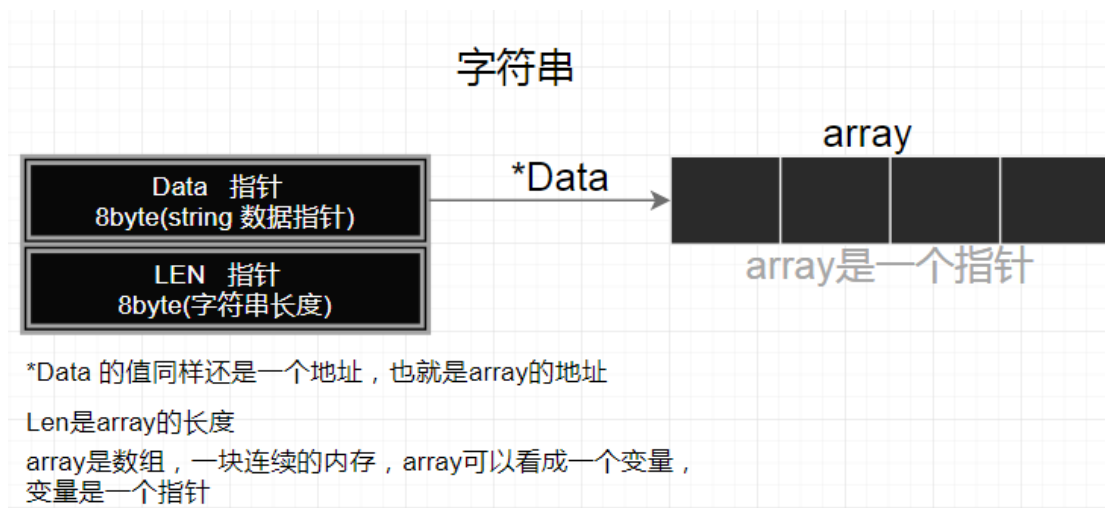 字符串
array
Data 指针
8byte(string 数据指针)
*Data
array是一个指针
LEN 指针
8byte(字符串长度)
*Data 的值同样还是一个地址，也就是array的地址
Len是array的长度
array是数组，一块连续的内存，array可以看成一个变量，
变量是一个指针